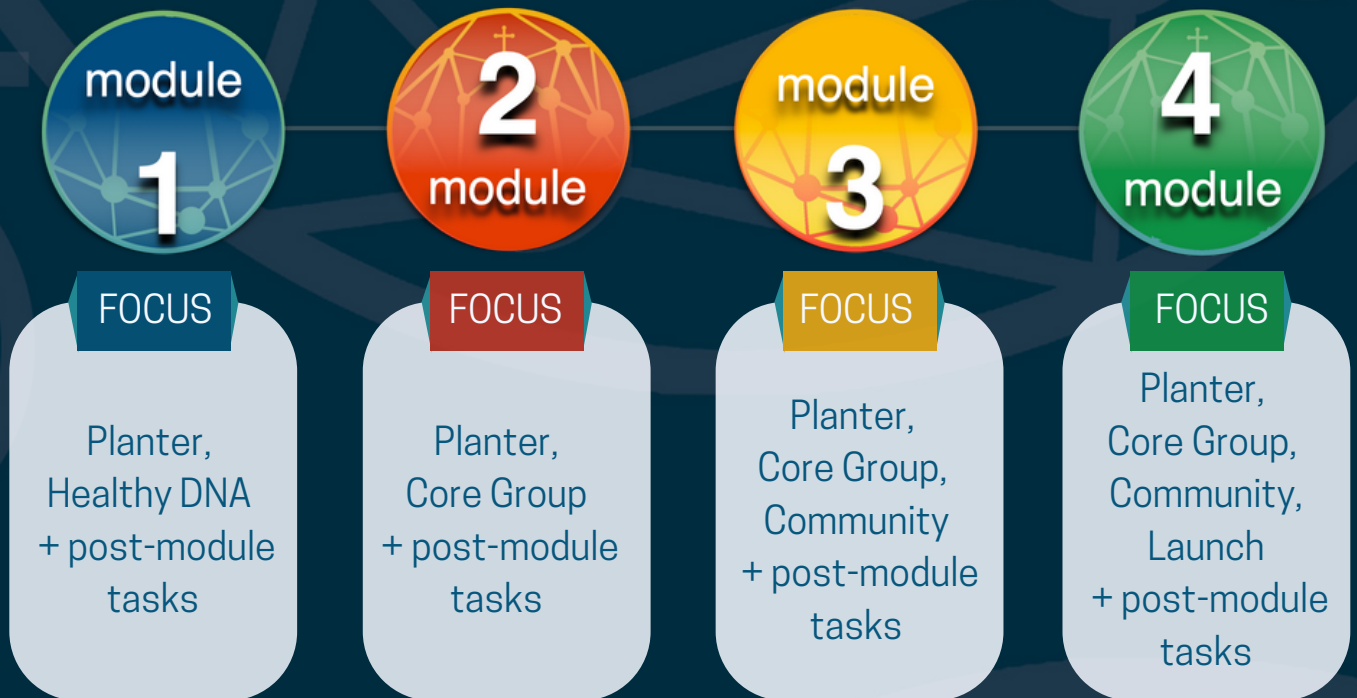 module
1
2
module
module
3
4
module
FOCUS
Planter,
Healthy DNA
+ post-module
tasks
FOCUS
Planter,
Core Group
+ post-module
tasks
FOCUS
Planter,
Core Group,
Community
+ post-module
tasks
FOCUS
Planter,
Core Group,
Community,
Launch
+ post-module
tasks